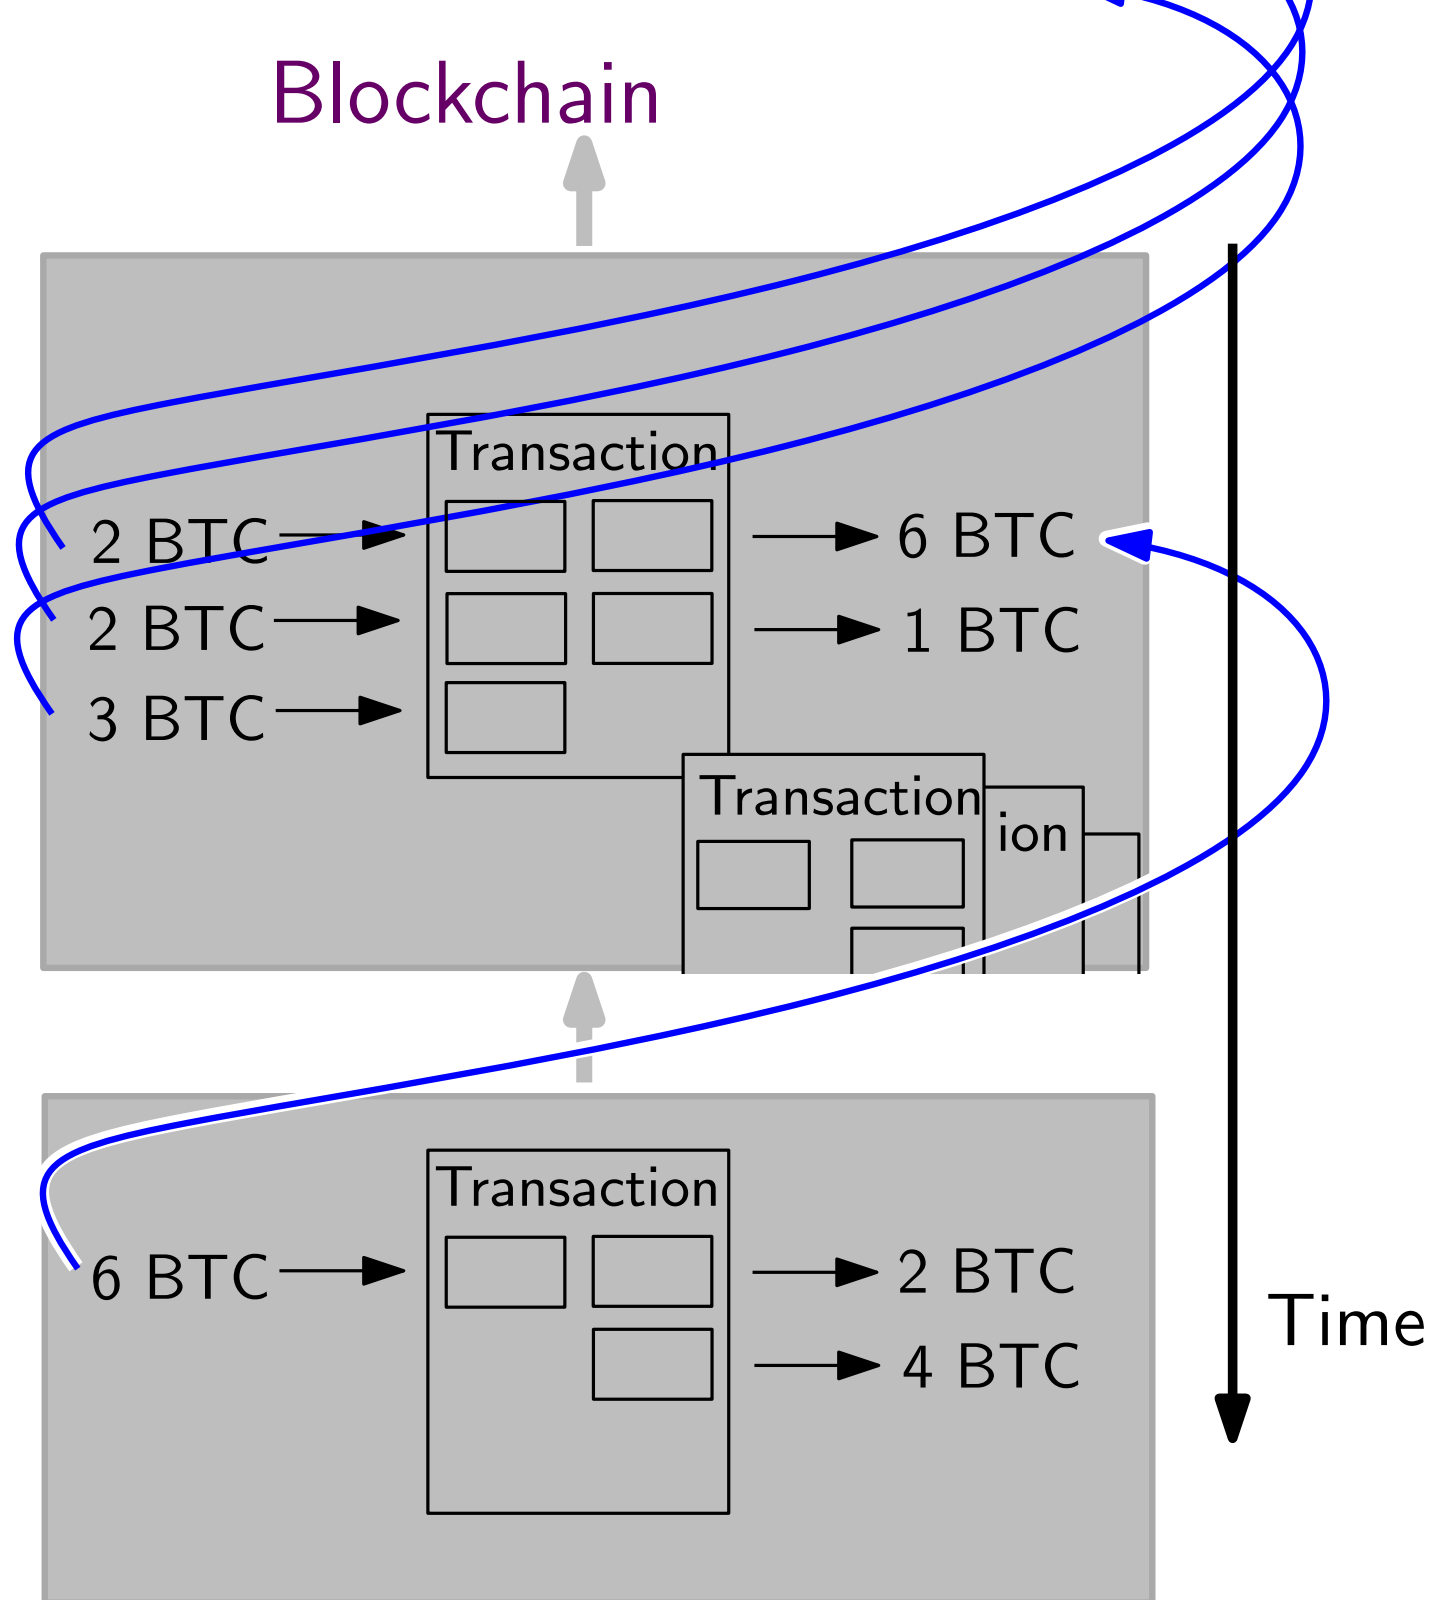 Blockchain
Transaction
2 BTC
6 BTC
2 BTC
1 BTC
3 BTC
Transaction
ion
Transaction
6 BTC
2 BTC
4 BTC
Time